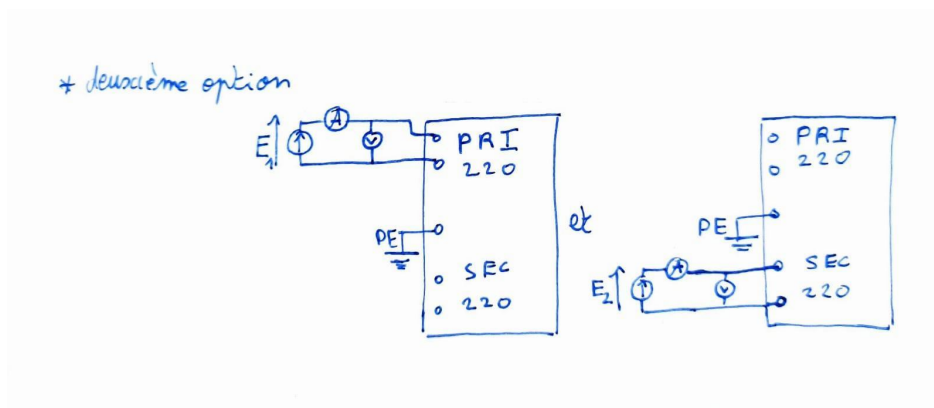 * deuxième option
E1 A V PRI
220
PE
SEC
220
et
PRI
220
PE
E2 A V SEC
220